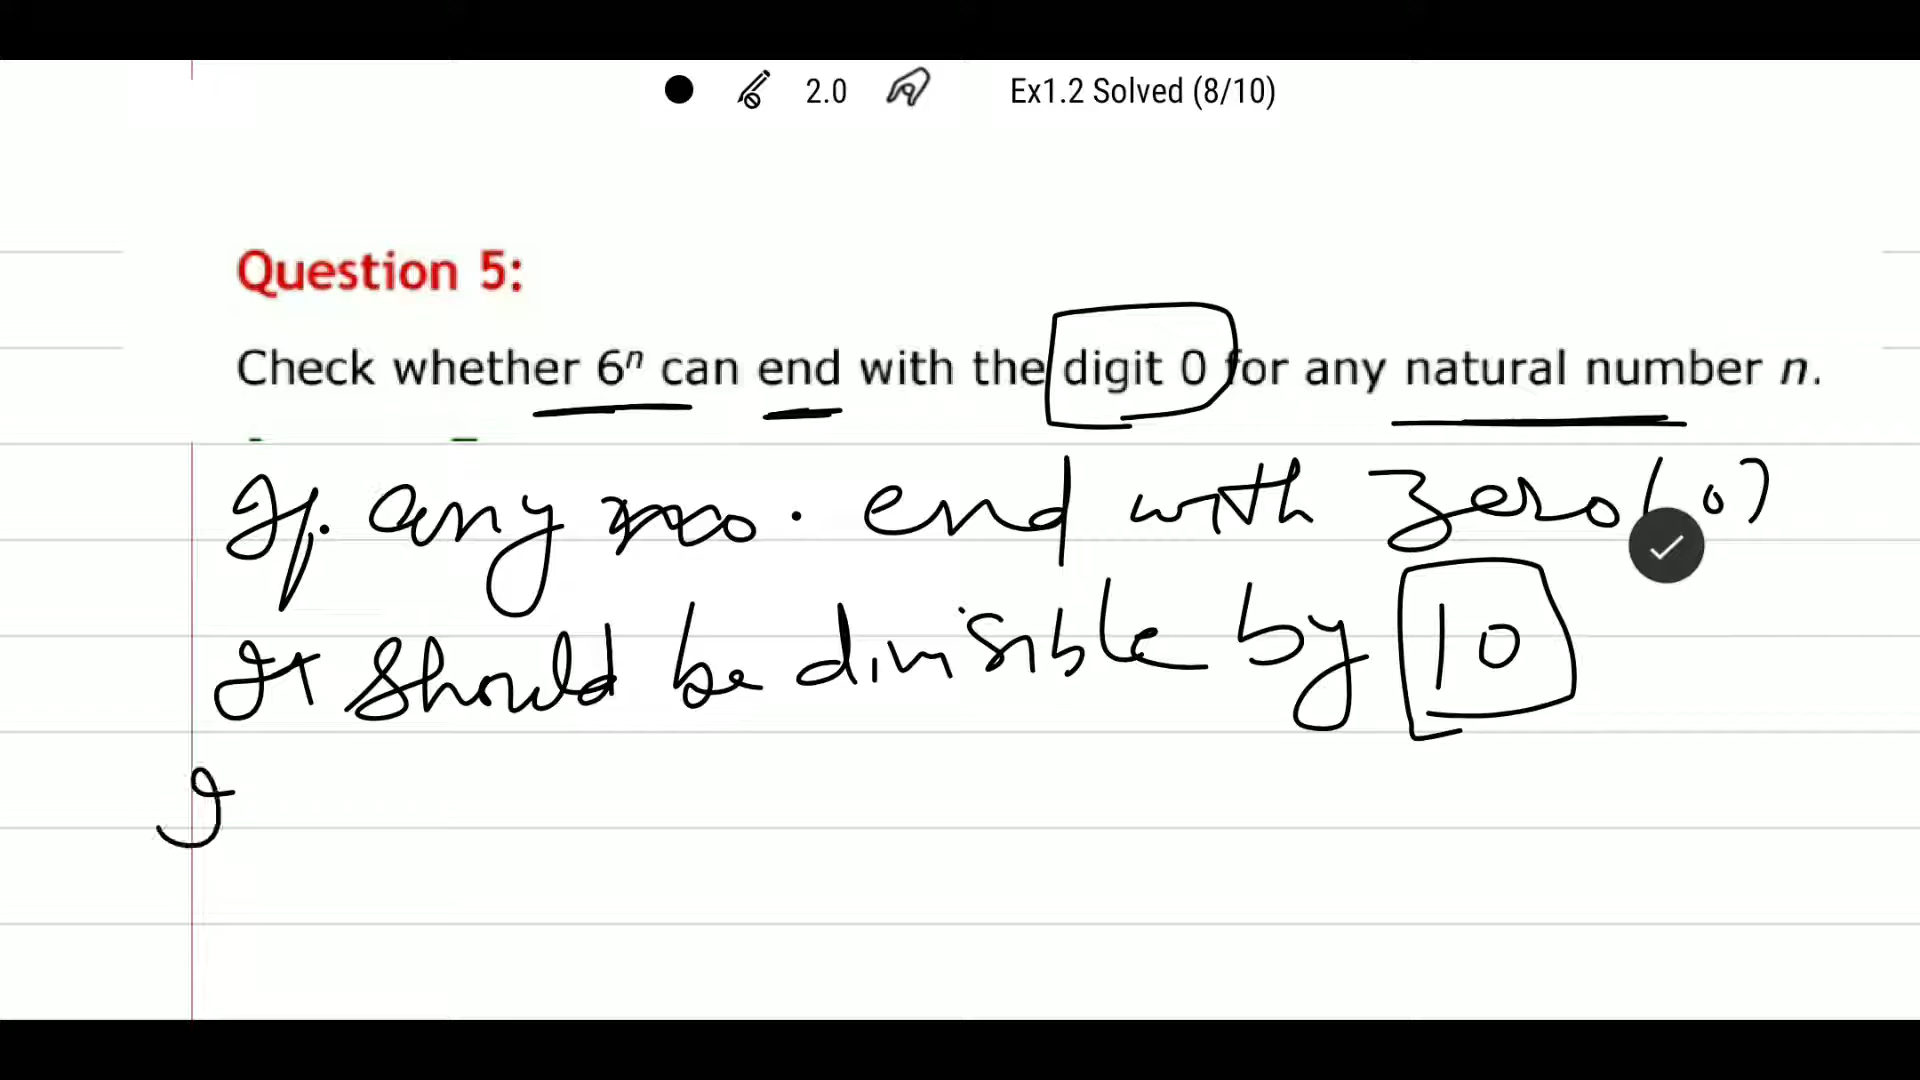 2.0 Ex1.2 Solved (8/10)
Question 5:
Check whether 6ⁿ can end with the digit 0 for any natural number n.
If any no. end with zero (0)
It should be divisible by 10